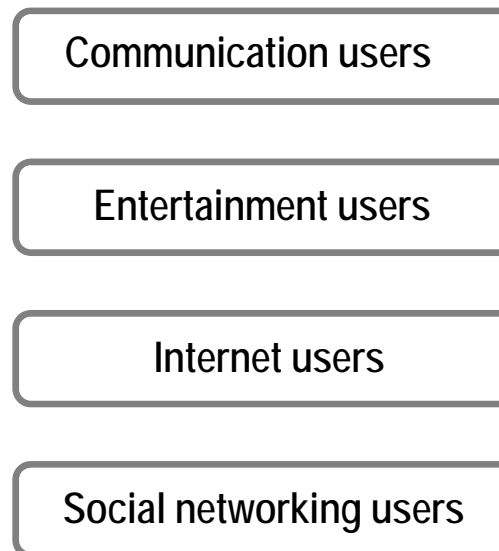 Communication users
Entertainment users
Internet users
Social networking users